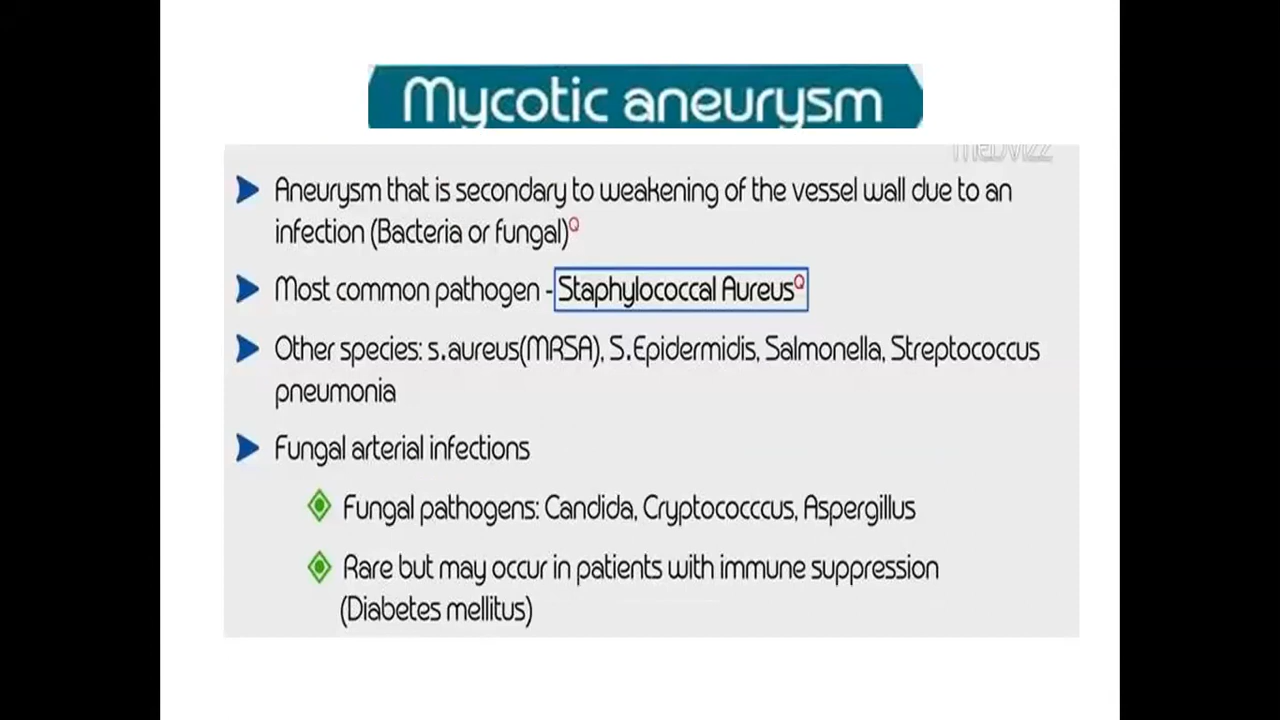 Mycotic aneurysm
MEDVIZZ
Aneurysm that is secondary to weakening of the vessel wall due to an
infection (Bacteria or fungal)Q
Most common pathogen - Staphylococcal AureusQ
Other species: s.aureus(MRSA), S.Epidermidis, Salmonella, Streptococcus
pneumonia
Fungal arterial infections
Fungal pathogens: Candida, Cryptococccus, Aspergillus
Rare but may occur in patients with immune suppression
(Diabetes mellitus)